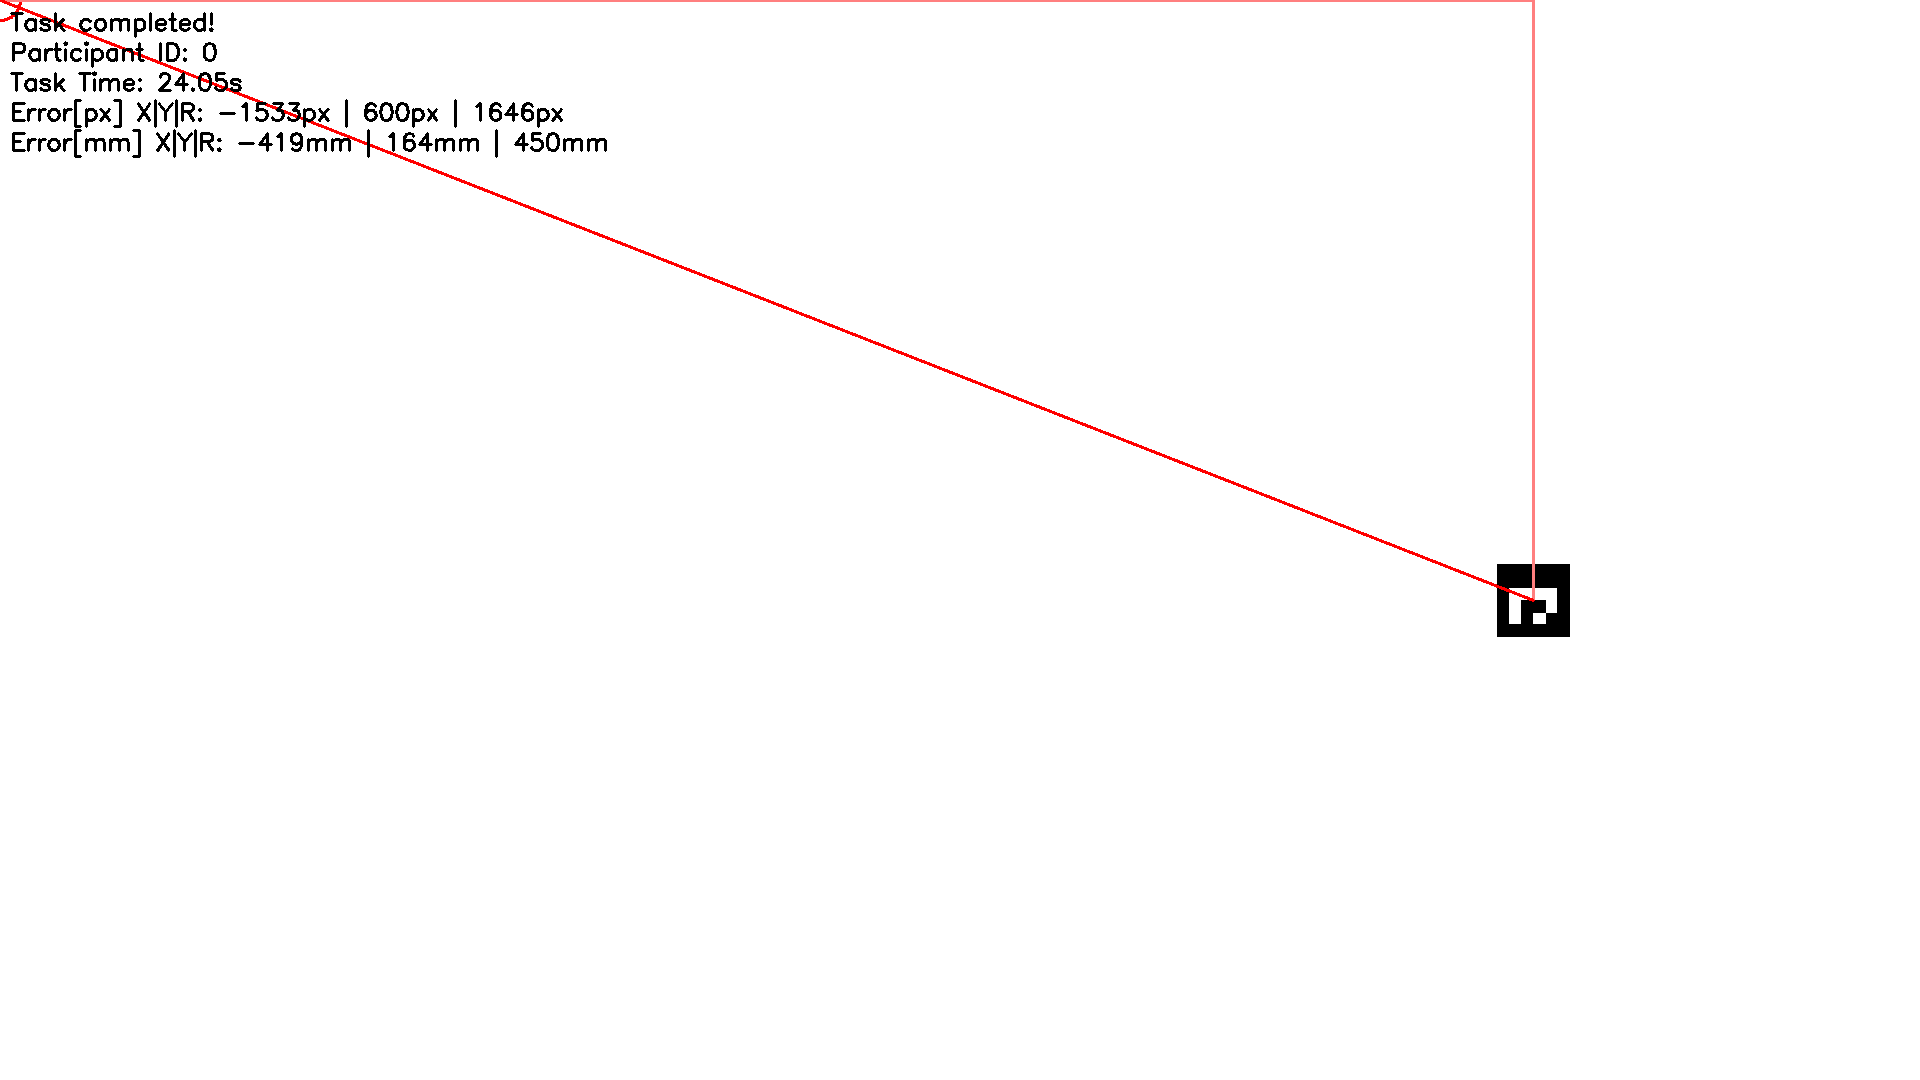 Task completed!
Participant ID: 0
Task Time: 24.05s
Error[px] X|Y|R: -1533px | 600px | 1646px
Error[mm] X|Y|R: -419mm | 164mm | 450mm